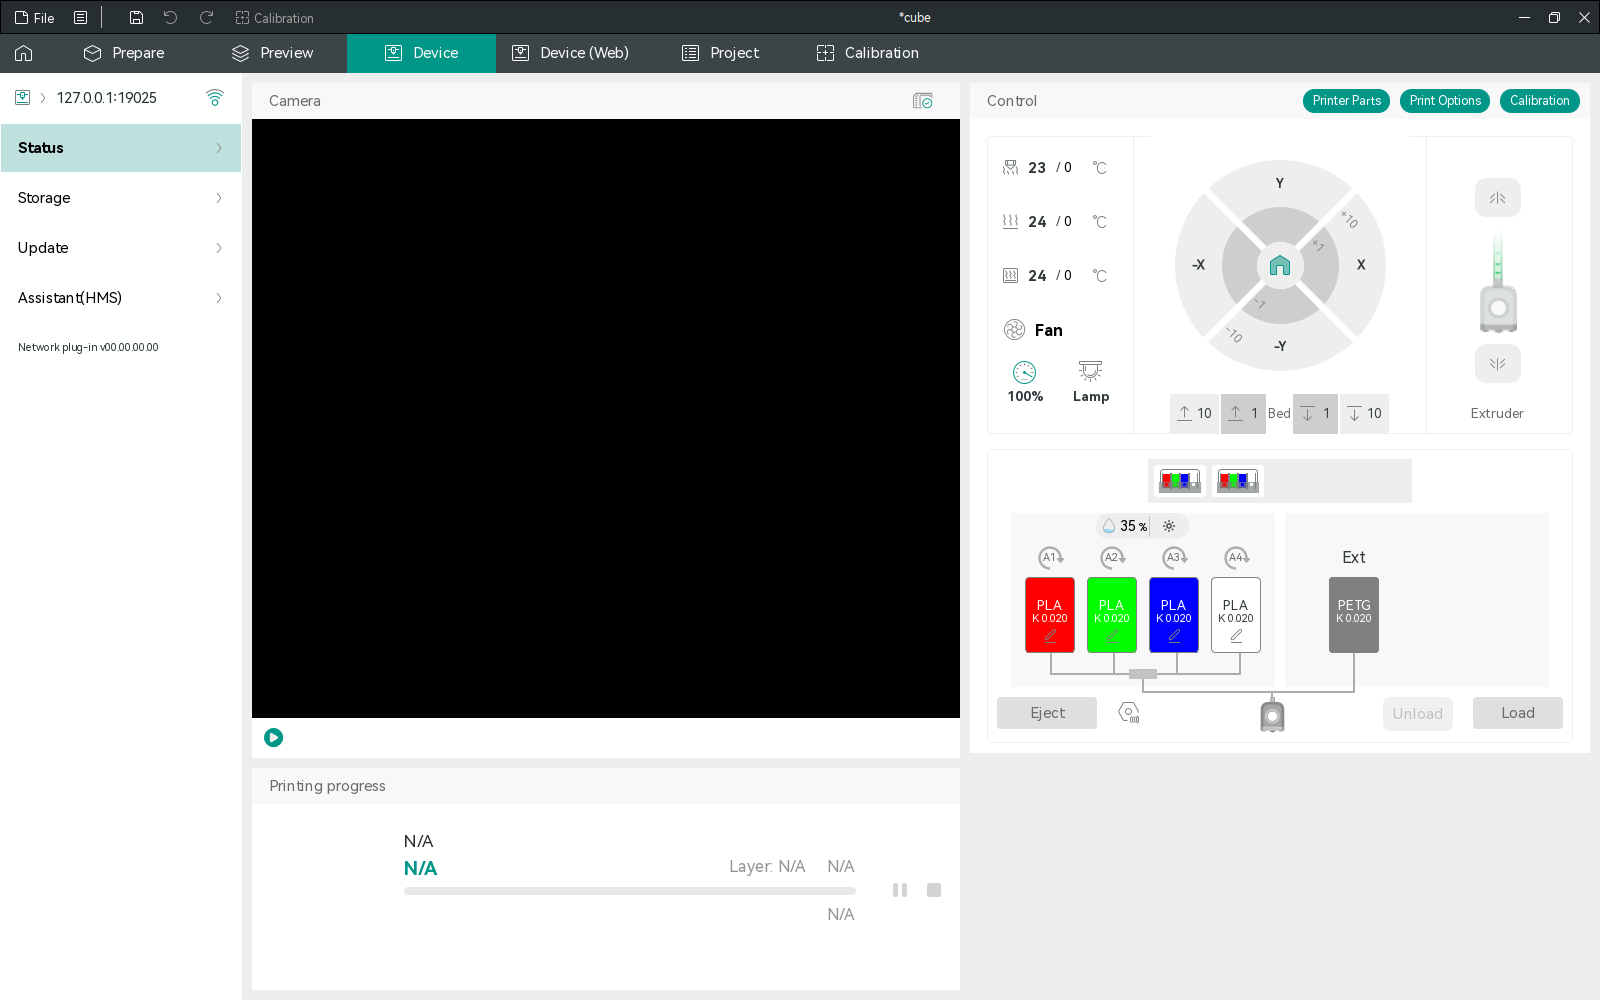 File
Calibration
*cube
Prepare
Preview
Device
Device (Web)
Project
Calibration
127.0.0.1:19025
Status
Storage
Update
Assistant(HMS)
Network plug-in v00.00.00.00
Camera
Printing progress
N/A
N/A
Layer: N/A
N/A
N/A
Control
Printer Parts
Print Options
Calibration
23 / 0 °C
24 / 0 °C
24 / 0 °C
Fan
100%
Lamp
Y
+10
+1
-X
X
-1
-10
-Y
10
1
Bed
1
10
Extruder
35 %
A1
A2
A3
A4
PLA
K 0.020
PLA
K 0.020
PLA
K 0.020
PLA
K 0.020
Ext
PETG
K 0.020
Eject
Unload
Load